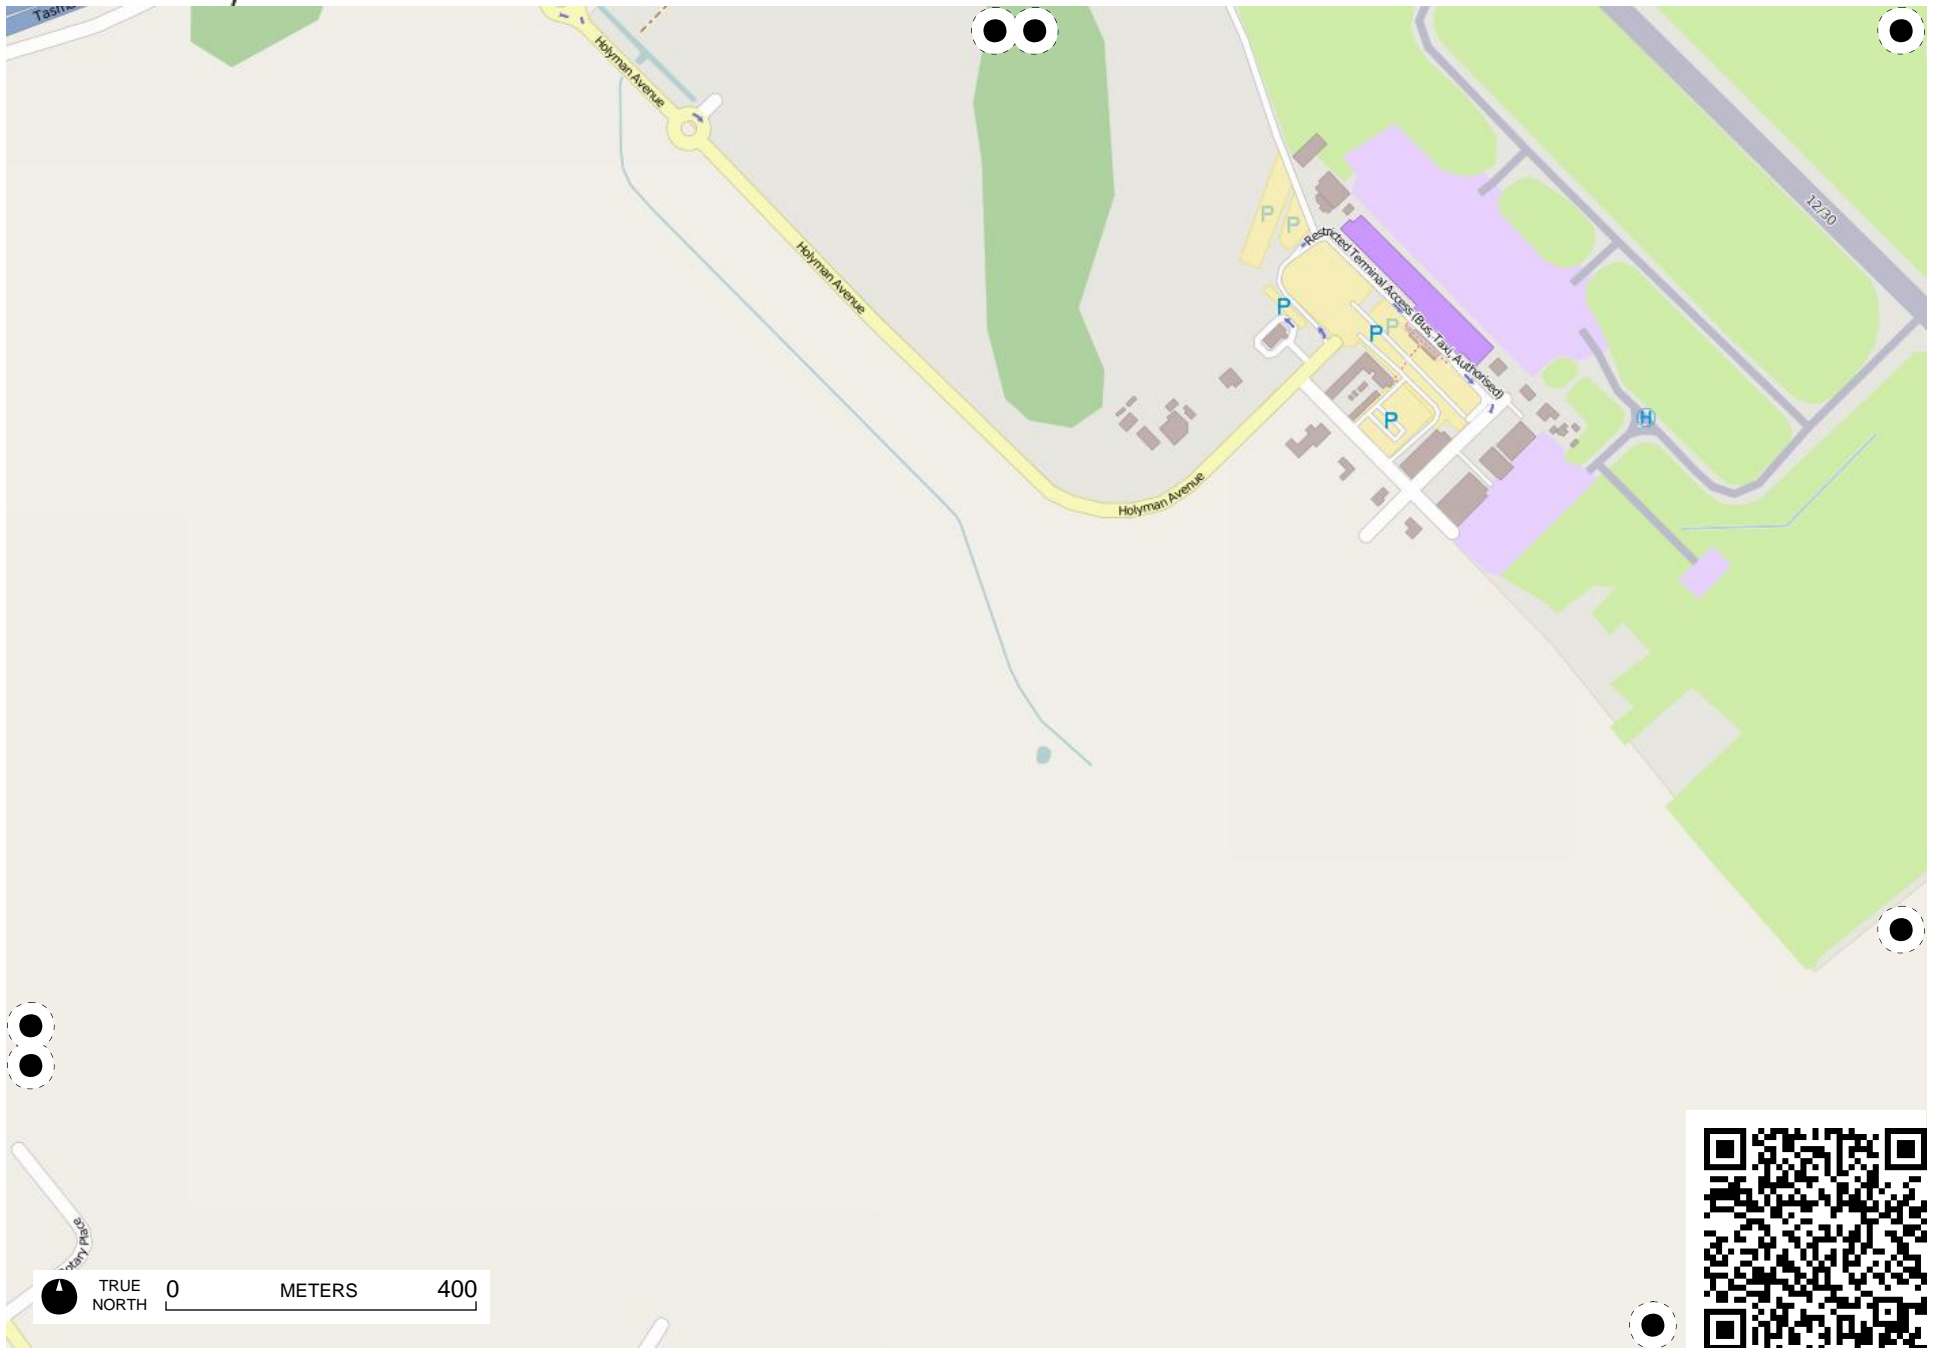 Holyman Avenue
12/30
P
P
Holyman Avenue
Restricted Terminal Access (Bus, Taxi, Authorised)
P
P
P
P
H
Holyman Avenue
TRUE
NORTH
0
METERS
400